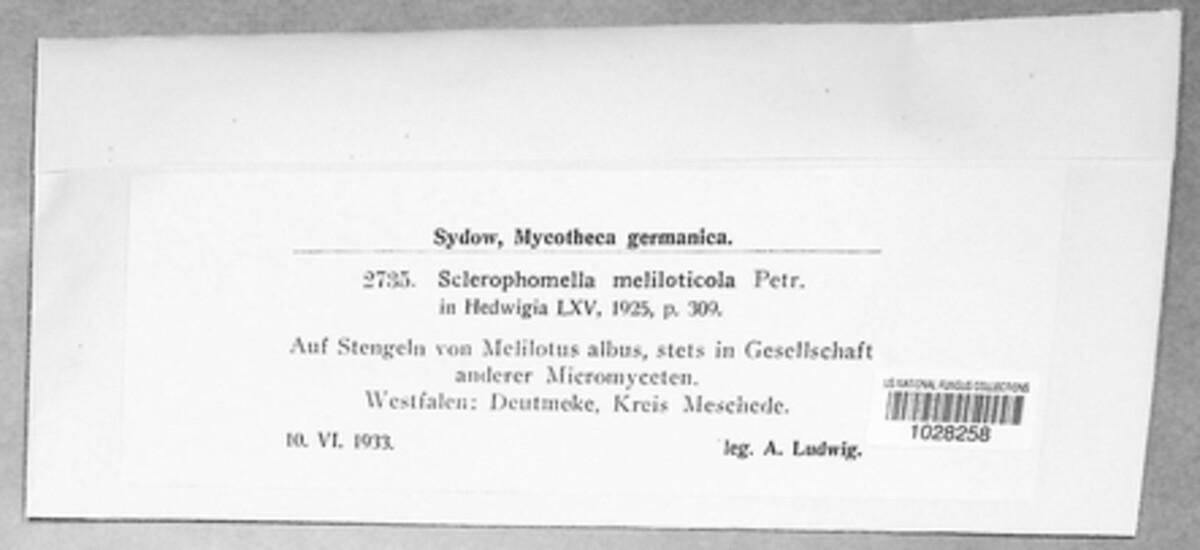 Sydow, Mycotheca germanica.
2735. Sclerophomella meliloticola Petr.
in Hedwigia LXV, 1925, p. 309.
Auf Stengeln von Melilotus albus, stets in Gesellschaft
anderer Micromyceten.
Westfalen: Deutmeke, Kreis Meschede.
10. VI. 1933.
leg. A. Ludwig.
US NATIONAL FUNGUS COLLECTIONS
1028258